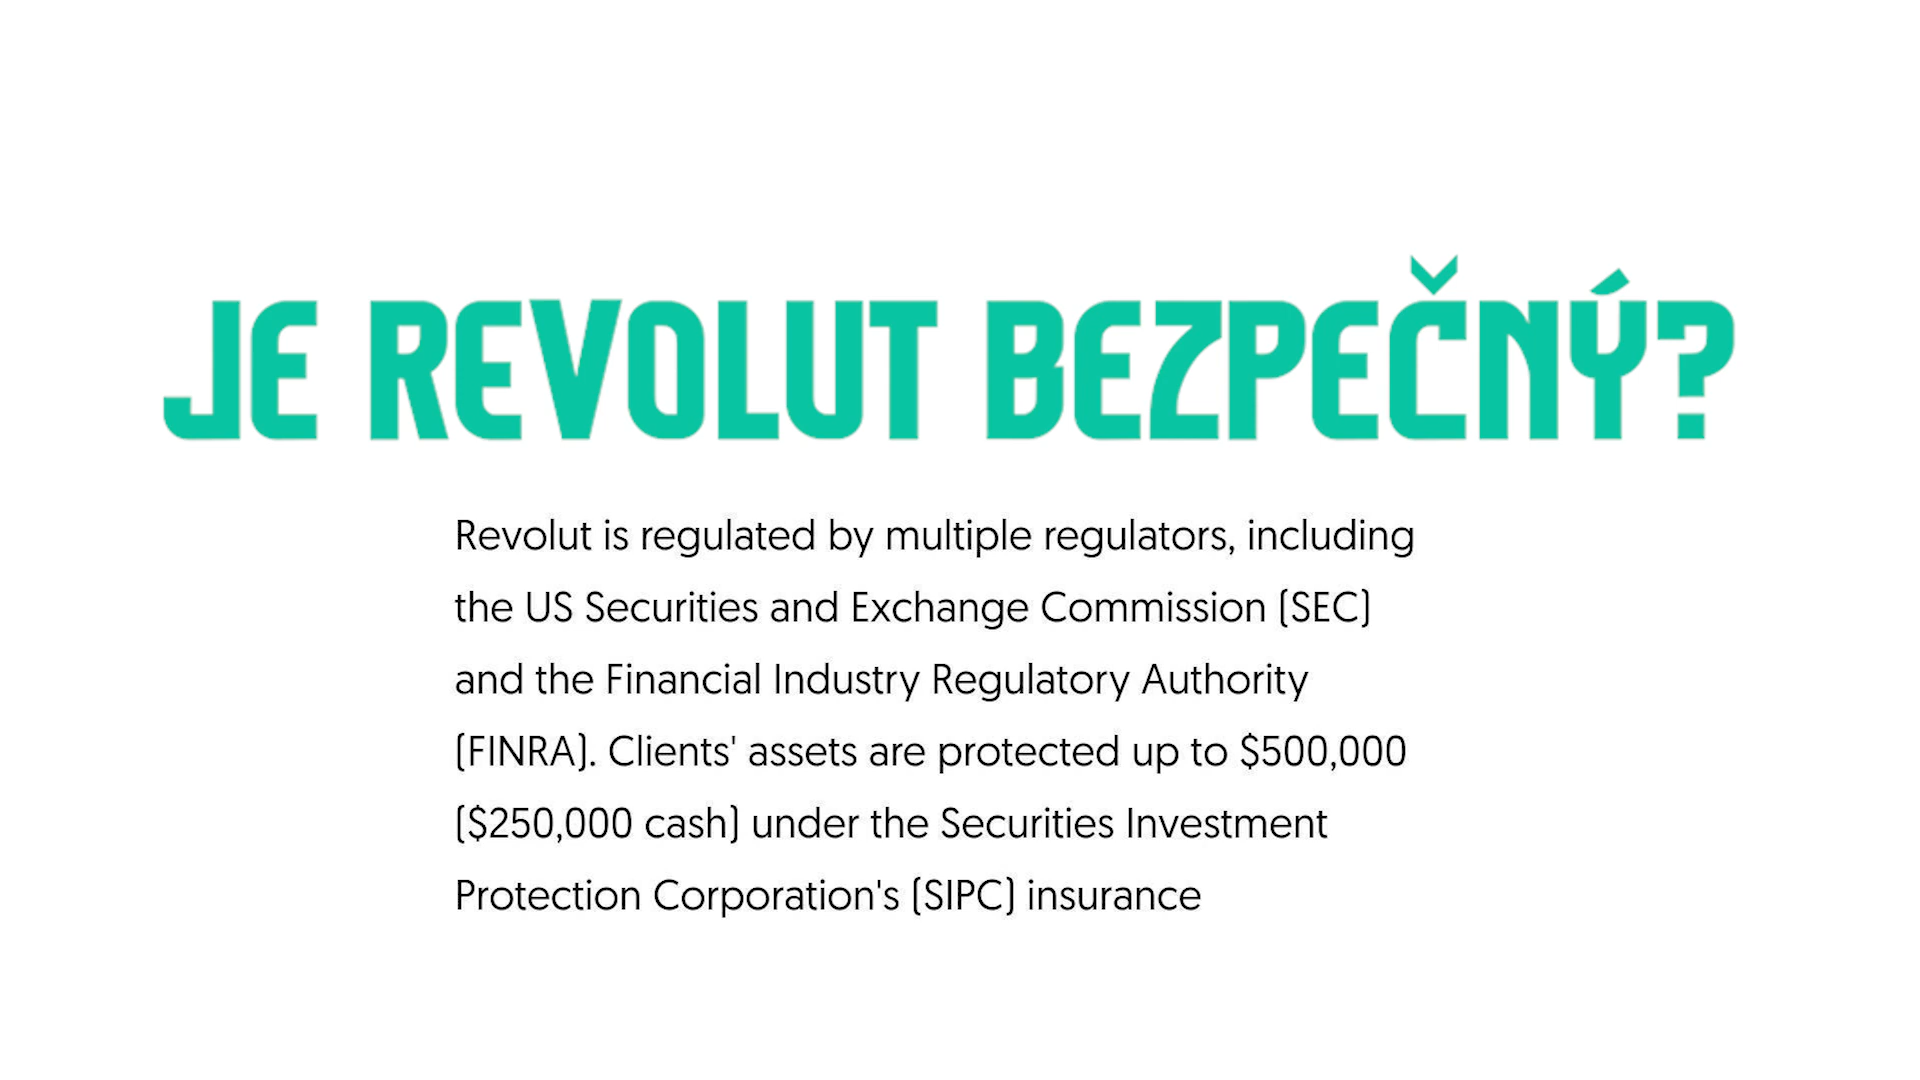 JE REVOLUT BEZPEČNÝ?
Revolut is regulated by multiple regulators, including
the US Securities and Exchange Commission (SEC)
and the Financial Industry Regulatory Authority
(FINRA). Clients' assets are protected up to $500,000
($250,000 cash) under the Securities Investment
Protection Corporation's (SIPC) insurance